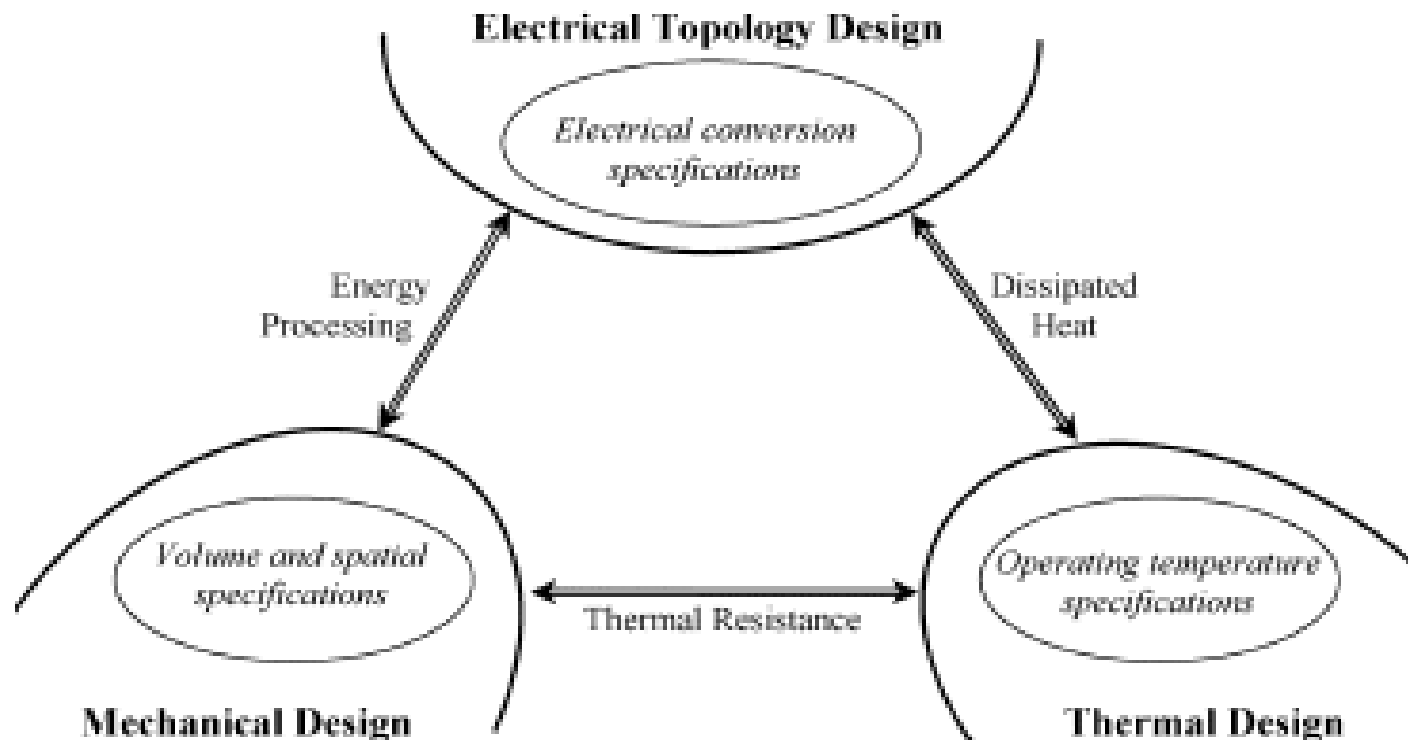 Electrical Topology Design
Electrical conversion
specifications
Energy
Processing
Dissipated
Heat
Volume and spatial
specifications
Thermal Resistance
Operating temperature
specifications
Mechanical Design
Thermal Design